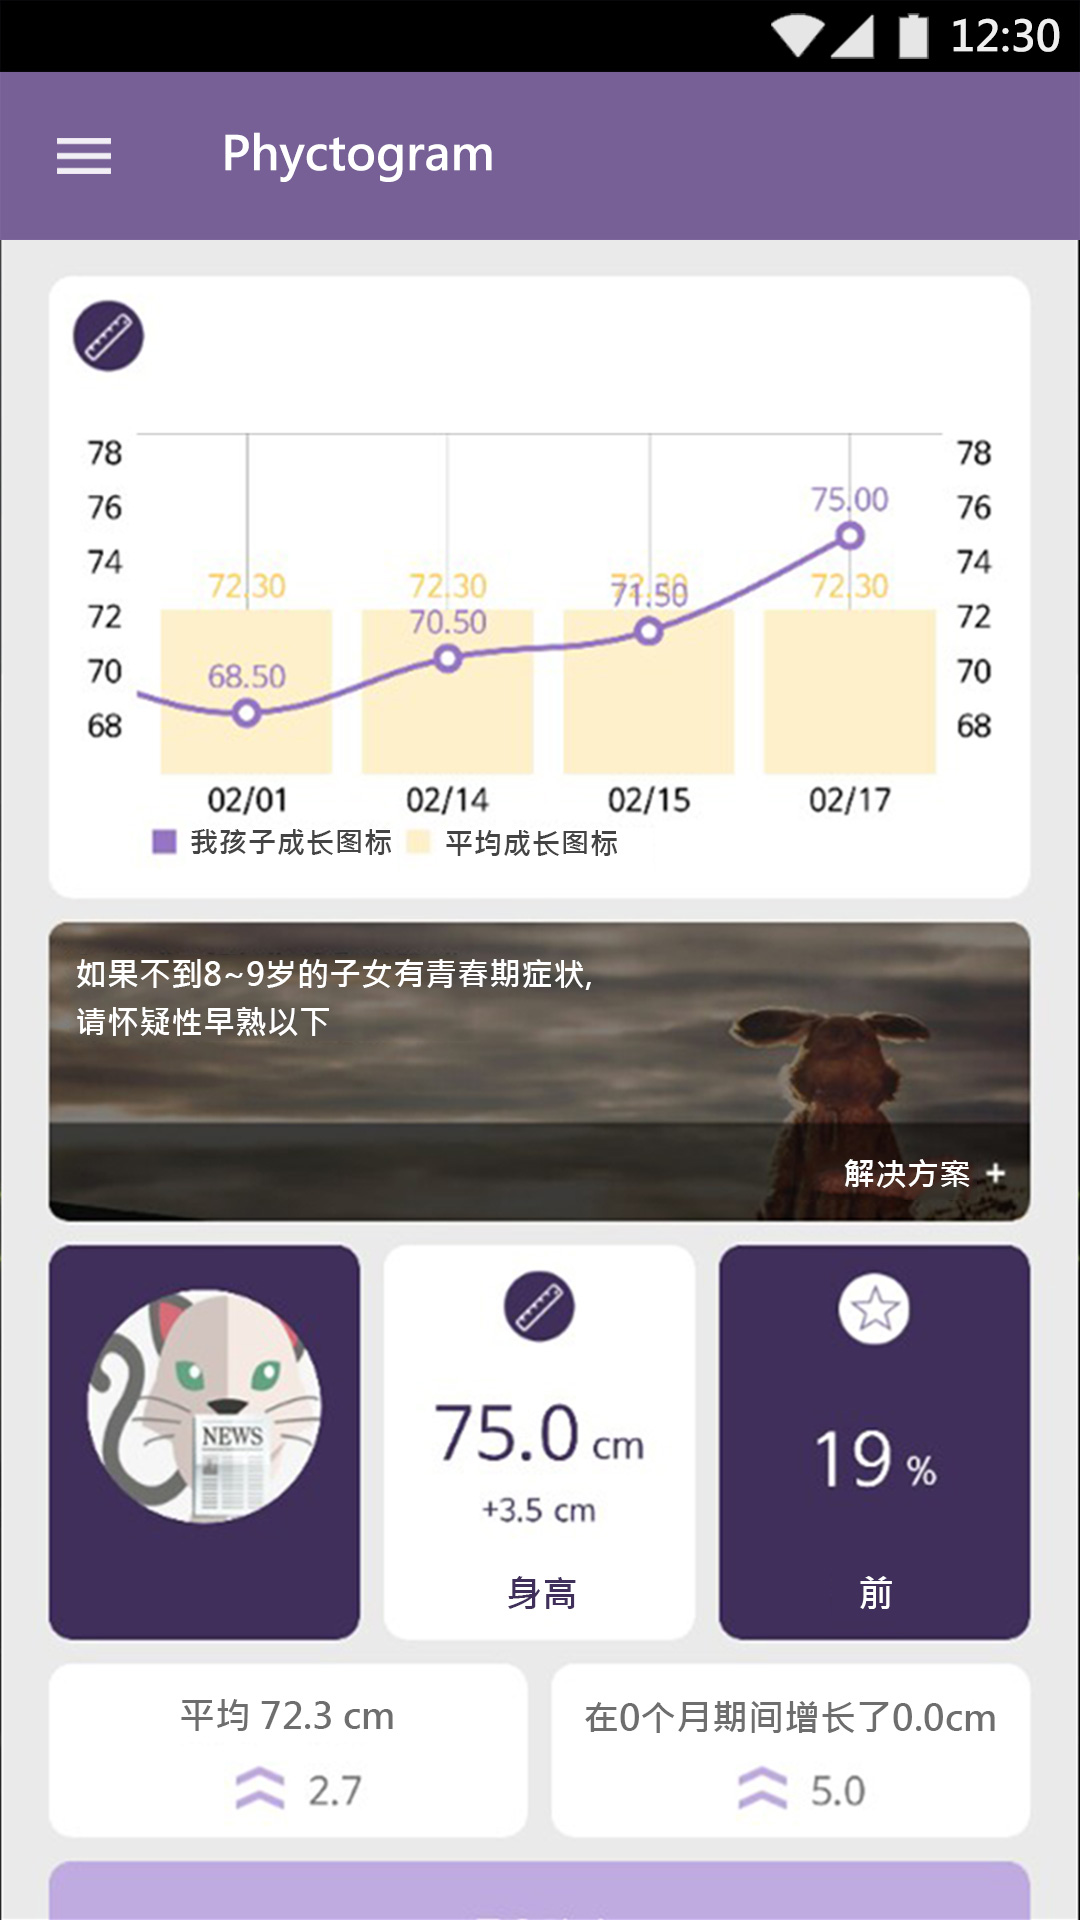 12:30
Phyctogram
78 78
76 76
75.00
74 74
72.30 72.30 72.30 72.30
71.50
72 72
70.50
70 70
68.50
68 68
02/01 02/14 02/15 02/17
我孩子成长图标 平均成长图标
如果不到8~9岁的子女有青春期症状,
请怀疑性早熟以下
解决方案 +
NEWS
75.0 cm
+3.5 cm
身高
19 %
前
平均 72.3 cm
2.7
在0个月期间增长了0.0cm
5.0